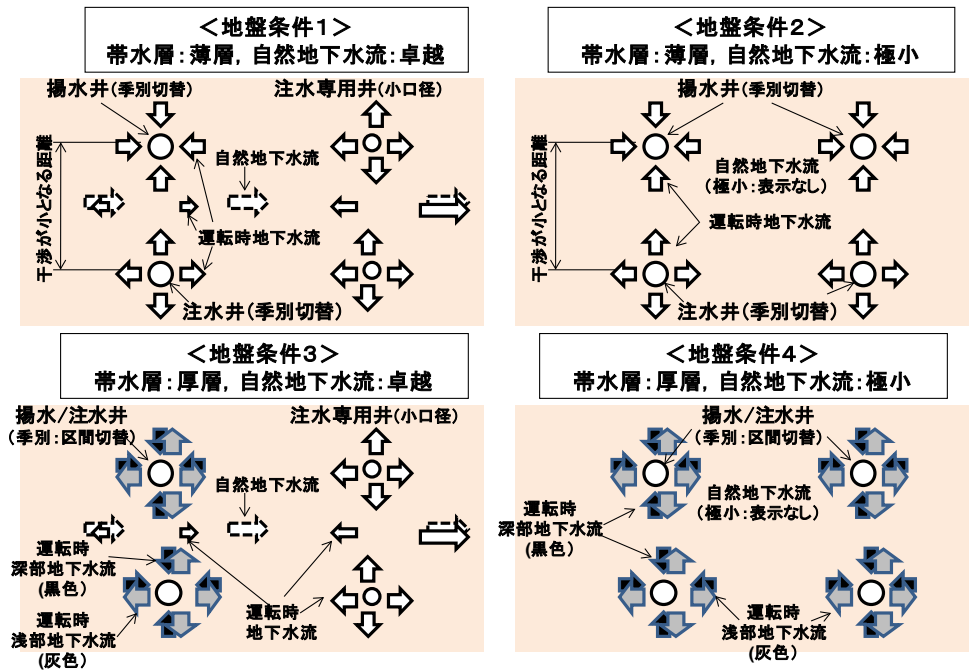 ＜地盤条件１＞
帯水層：薄層，自然地下水流：卓越
揚水井(季別切替)
注水専用井(小口径)
自然地下水流
干渉が小となる距離
運転時地下水流
注水井(季別切替)
＜地盤条件２＞
帯水層：薄層，自然地下水流：極小
揚水井(季別切替)
自然地下水流
(極小：表示なし)
干渉が小となる距離
運転時地下水流
注水井(季別切替)
＜地盤条件３＞
帯水層：厚層，自然地下水流：卓越
揚水/注水井
(季別：区間切替)
注水専用井(小口径)
自然地下水流
運転時
深部地下水流
(黒色)
運転時
浅部地下水流
(灰色)
運転時
地下水流
＜地盤条件４＞
帯水層：厚層，自然地下水流：極小
揚水/注水井
(季別：区間切替)
自然地下水流
(極小：表示なし)
運転時
深部地下水流
(黒色)
運転時
浅部地下水流
(灰色)